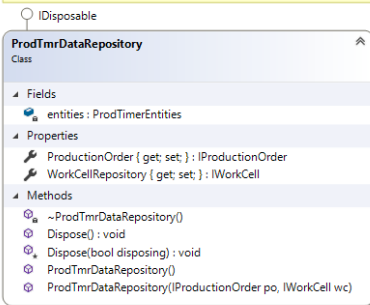 IDisposable
ProdTmrDataRepository
Class
Fields
entities : ProdTimerEntities
Properties
ProductionOrder { get; set; } : IProductionOrder
WorkCellRepository { get; set; } : IWorkCell
Methods
~ProdTmrDataRepository()
Dispose() : void
Dispose(bool disposing) : void
ProdTmrDataRepository()
ProdTmrDataRepository(IProductionOrder po, IWorkCell wc)